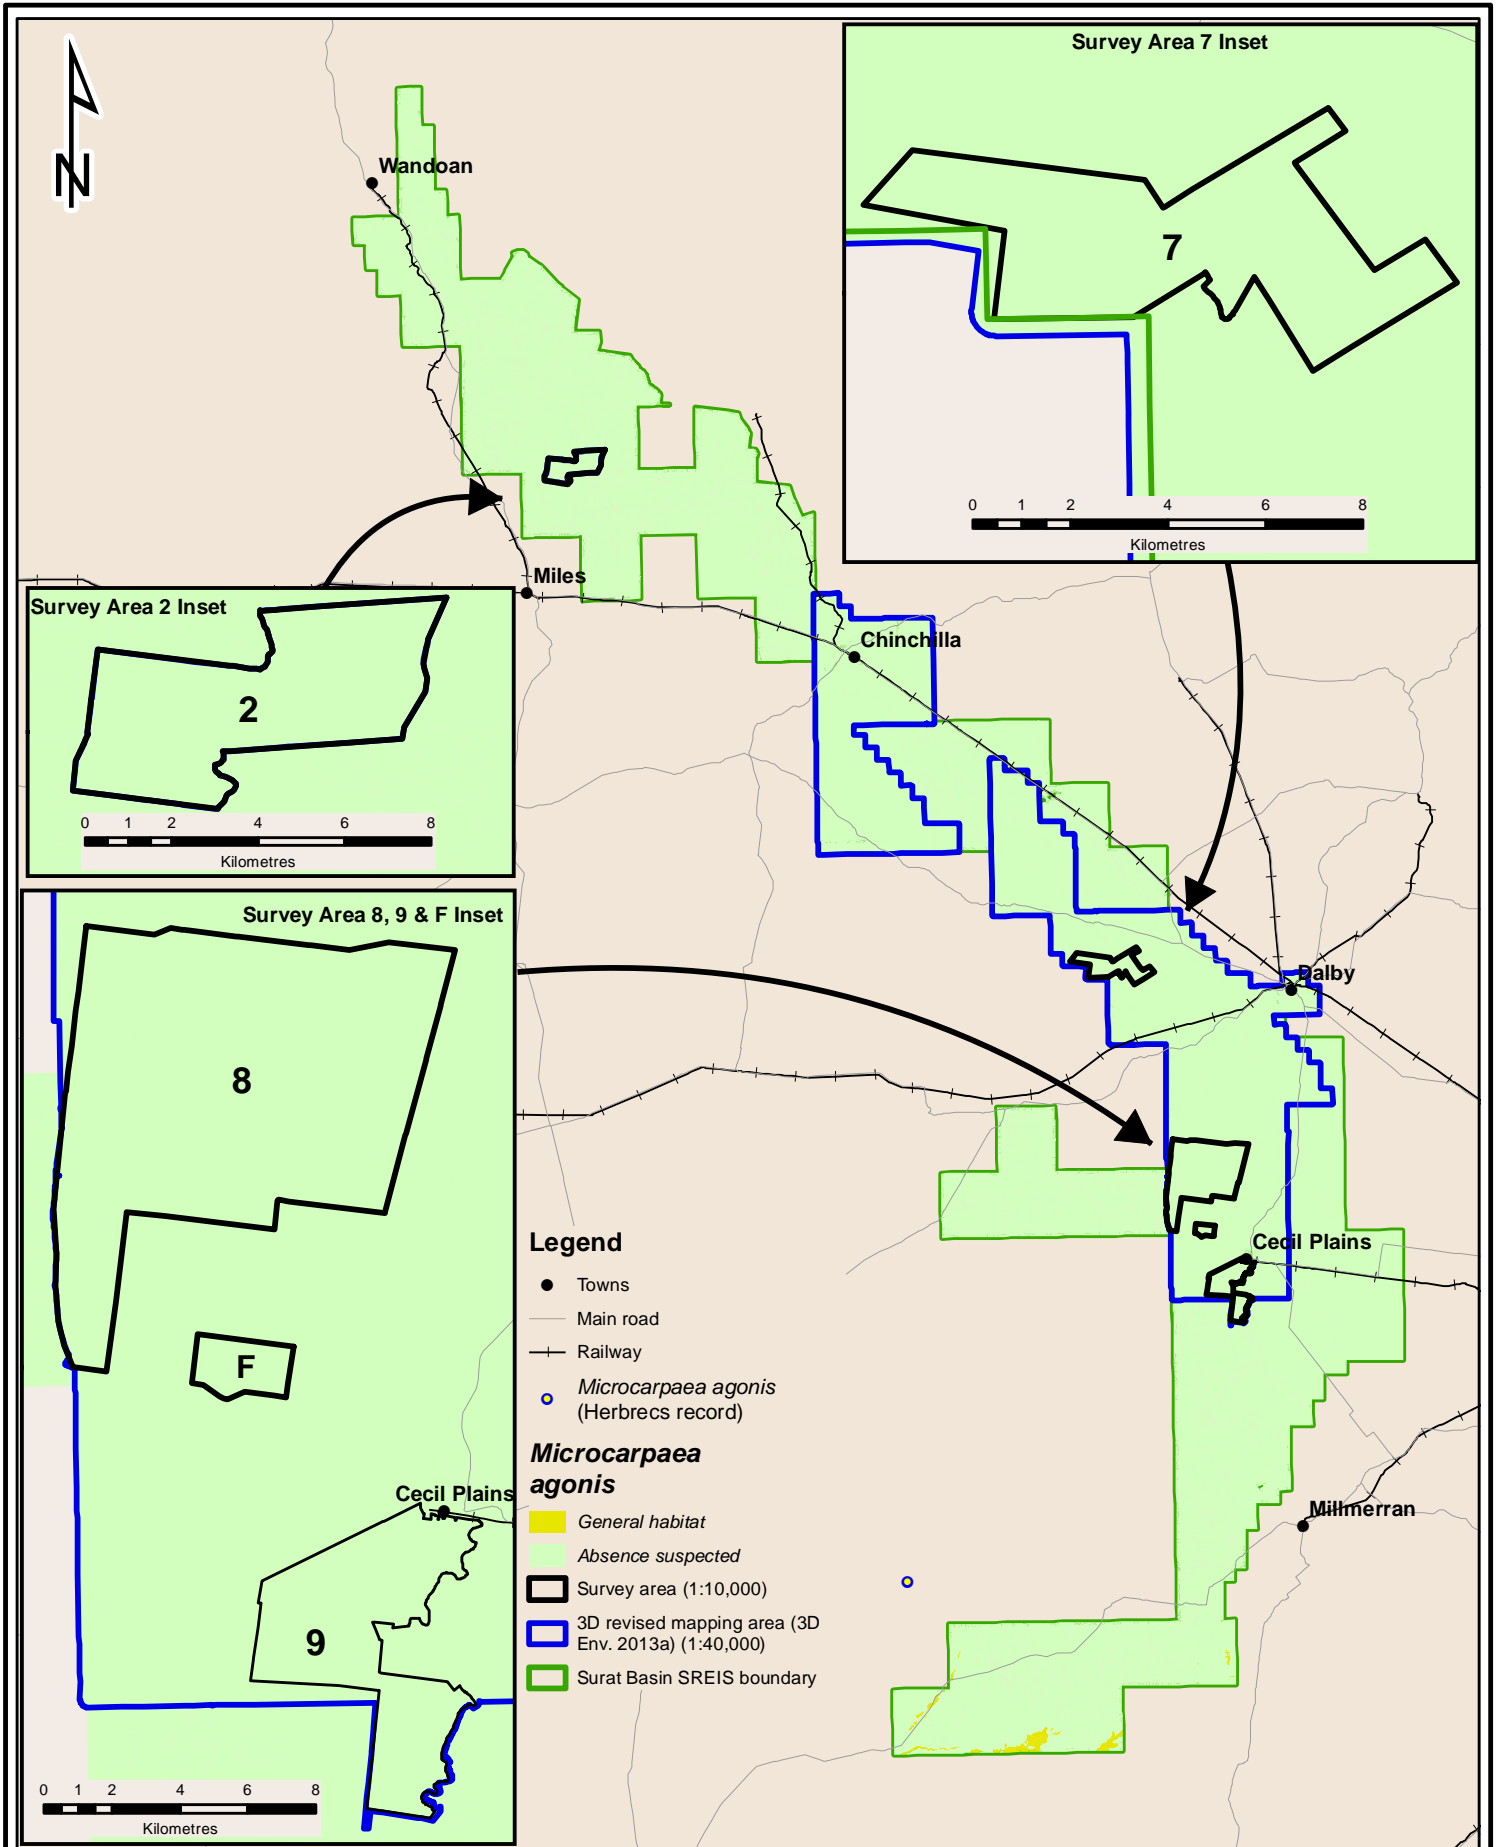 Survey Area 7 Inset
N
Wandoan
7
0 1 2 4 6 8
Kilometres
Miles
Survey Area 2 Inset
2
0 1 2 4 6 8
Kilometres
Chinchilla
Survey Area 8, 9 & F Inset
8
F
Cecil Plains
9
0 1 2 4 6 8
Kilometres
Dalby
Cecil Plains
Millmerran
Legend
Towns
Main road
Railway
Microcarpaea agonis
(Herbrecs record)
Microcarpaea
agonis
General habitat
Absence suspected
Survey area (1:10,000)
3D revised mapping area (3D
Env. 2013a) (1:40,000)
Surat Basin SREIS boundary